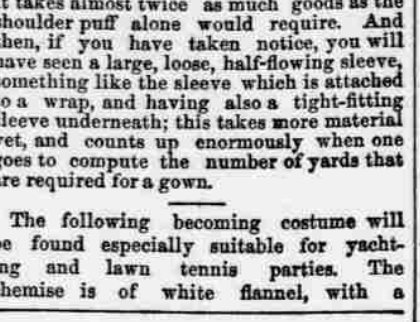 t takes almost twice as much goods as the
shoulder puff alone would require. And
then, if you have taken notice, you will
have seen a large, loose, half-flowing sleeve,
something like the sleeve which is attached
to a wrap, and having also a tight-fitting
sleeve underneath; this takes more material
yet, and counts up enormously when one
goes to compute the number of yards that
are required for a gown.
The following becoming costume will
be found especially suitable for yacht-
ing and lawn tennis parties. The
chemise is of white flannel, with a